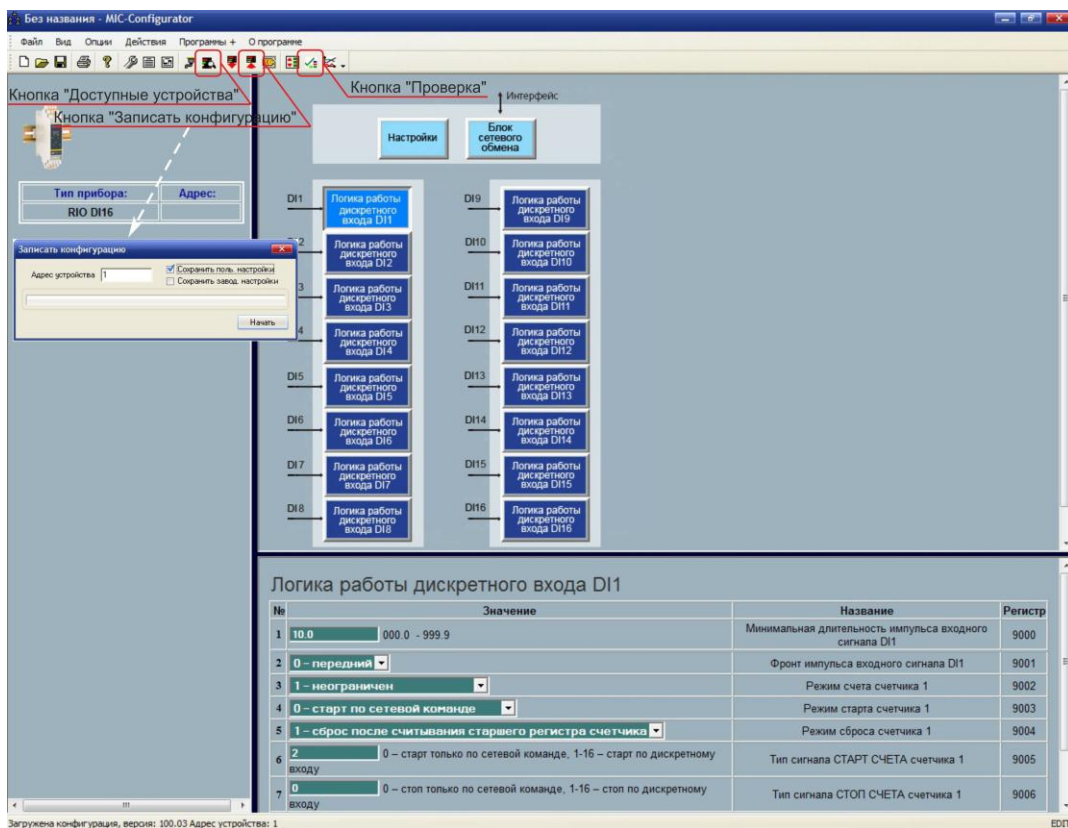 Без названия - MIC-Configurator
Файл Вид Опции Действия Программы + О програме
Кнопка "Доступные устройства"
Кнопка "Записать конфигурацию"
Кнопка "Проверка"
Тип прибора: Адрес:
RIO DI16
Записать конфигурацию
Адрес устройства 1
Сохранить поль. настройки
Сохранить завод. настройки
Начать
Интерфейс
Настройки
Блок
сетевого
обмена
DI1
Логика работы
дискретного
входа DI1
DI9
Логика работы
дискретного
входа DI9
2
Логика работы
дискретного
входа DI2
DI10
Логика работы
дискретного
входа DI10
3
Логика работы
дискретного
входа DI3
DI11
Логика работы
дискретного
входа DI11
4
Логика работы
дискретного
входа DI4
DI12
Логика работы
дискретного
входа DI12
DI5
Логика работы
дискретного
входа DI5
DI13
Логика работы
дискретного
входа DI13
DI6
Логика работы
дискретного
входа DI6
DI14
Логика работы
дискретного
входа DI14
DI7
Логика работы
дискретного
входа DI7
DI15
Логика работы
дискретного
входа DI15
DI8
Логика работы
дискретного
входа DI8
DI16
Логика работы
дискретного
входа DI16
Логика работы дискретного входа DI1
№ Значение Название Регистр
1 10.0 000.0 - 999.9 Минимальная длительность импульса входного
сигнала DI1 9000
2 0 – передний Фронт импульса входного сигнала DI1 9001
3 1 – неограничен Режим счета счетчика 1 9002
4 0 – старт по сетевой команде Режим старта счетчика 1 9003
5 1 – сброс после считывания старшего регистра счетчика Режим сброса счетчика 1 9004
6 2 0 – старт только по сетевой команде, 1-16 – старт по дискретному
входу Тип сигнала СТАРТ СЧЕТА счетчика 1 9005
7 0 0 – стоп только по сетевой команде, 1-16 – стоп по дискретному
входу Тип сигнала СТОП СЧЕТА счетчика 1 9006
Загружена конфигурация, версия: 100.03 Адрес устройства: 1
EDIT